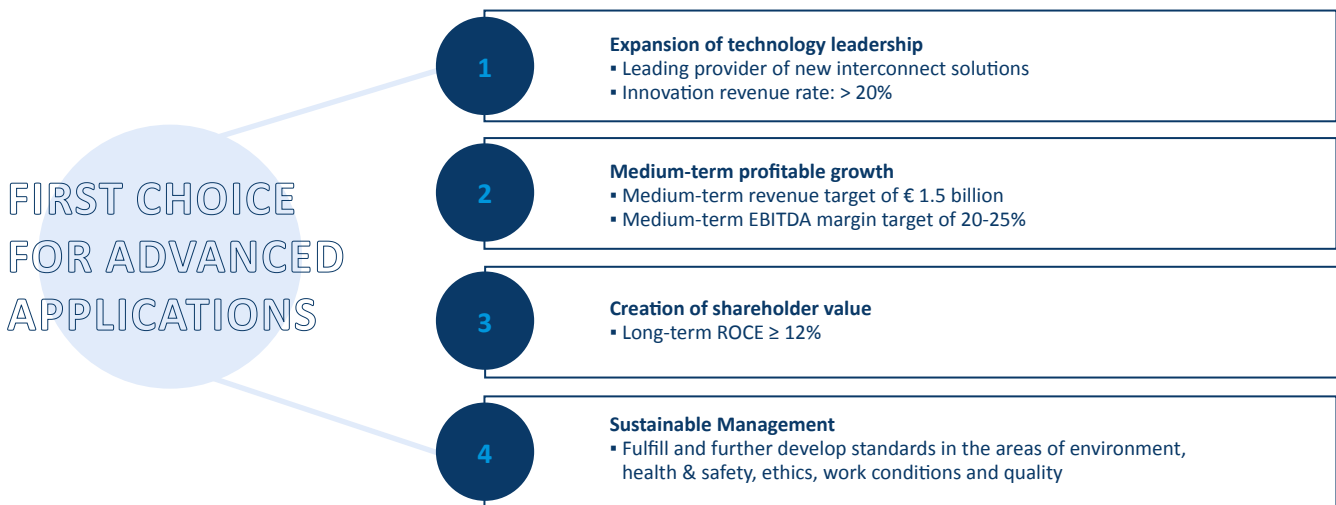 FIRST CHOICE
FOR ADVANCED
APPLICATIONS
1
Expansion of technology leadership
▪ Leading provider of new interconnect solutions
▪ Innovation revenue rate: > 20%
2
Medium-term profitable growth
▪ Medium-term revenue target of € 1.5 billion
▪ Medium-term EBITDA margin target of 20-25%
3
Creation of shareholder value
▪ Long-term ROCE ≥ 12%
4
Sustainable Management
▪ Fulfill and further develop standards in the areas of environment,
health & safety, ethics, work conditions and quality